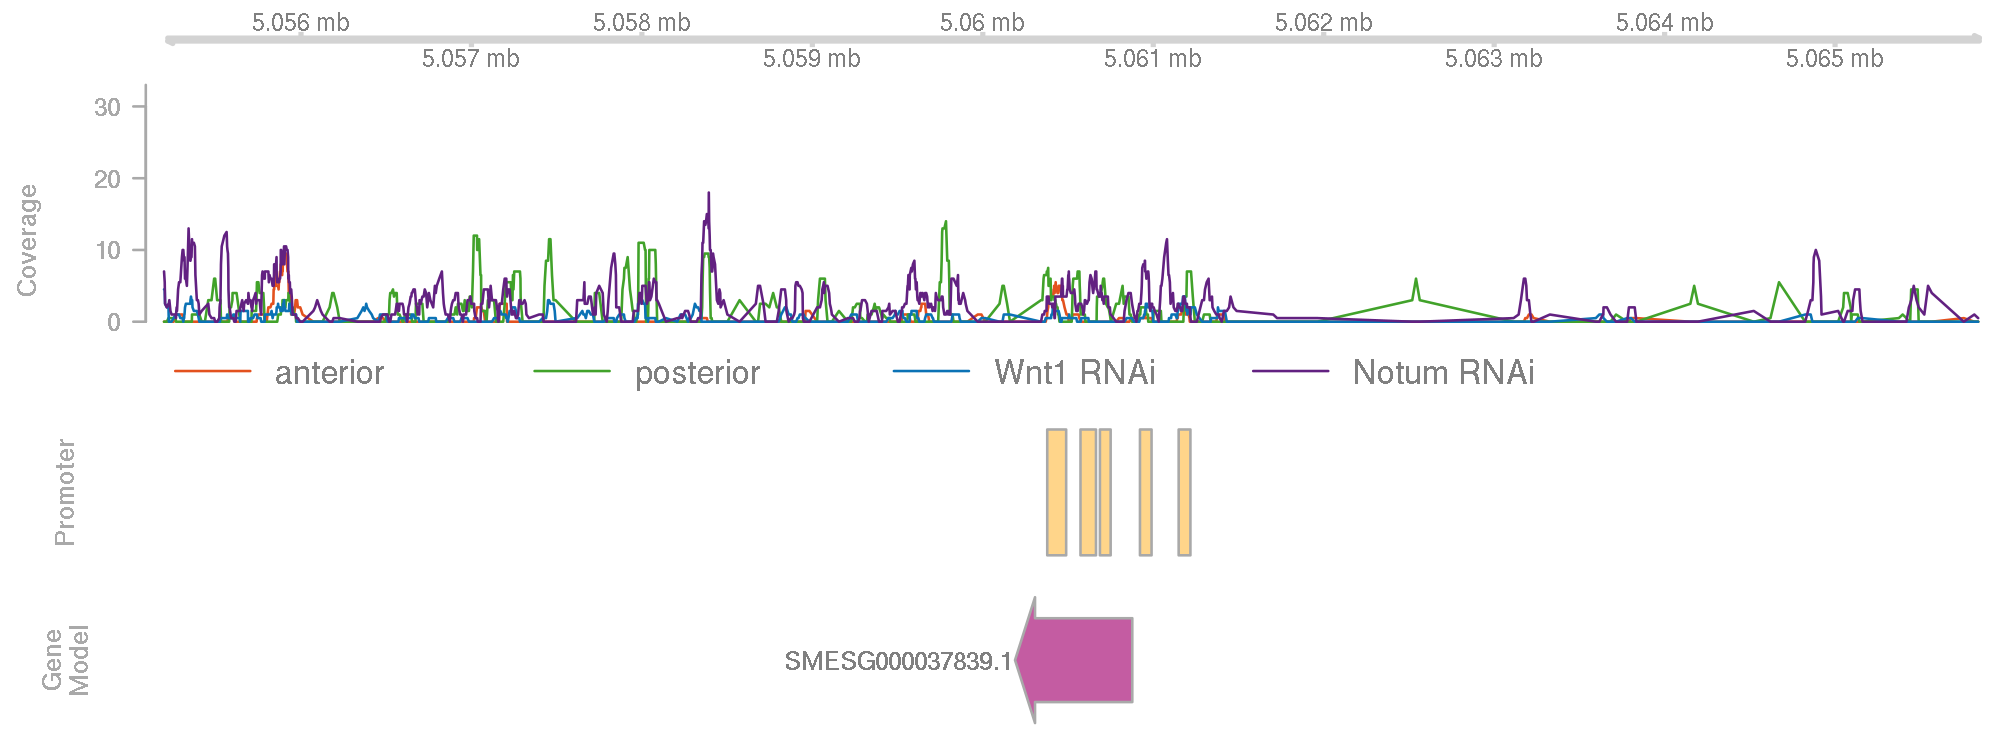 5.056 mb 5.058 mb 5.06 mb 5.062 mb 5.064 mb
5.057 mb 5.059 mb 5.061 mb 5.063 mb 5.065 mb
Coverage
30
20
10
0
anterior posterior Wnt1 RNAi Notum RNAi
Promoter
Gene
Model
SMESG000037839.1